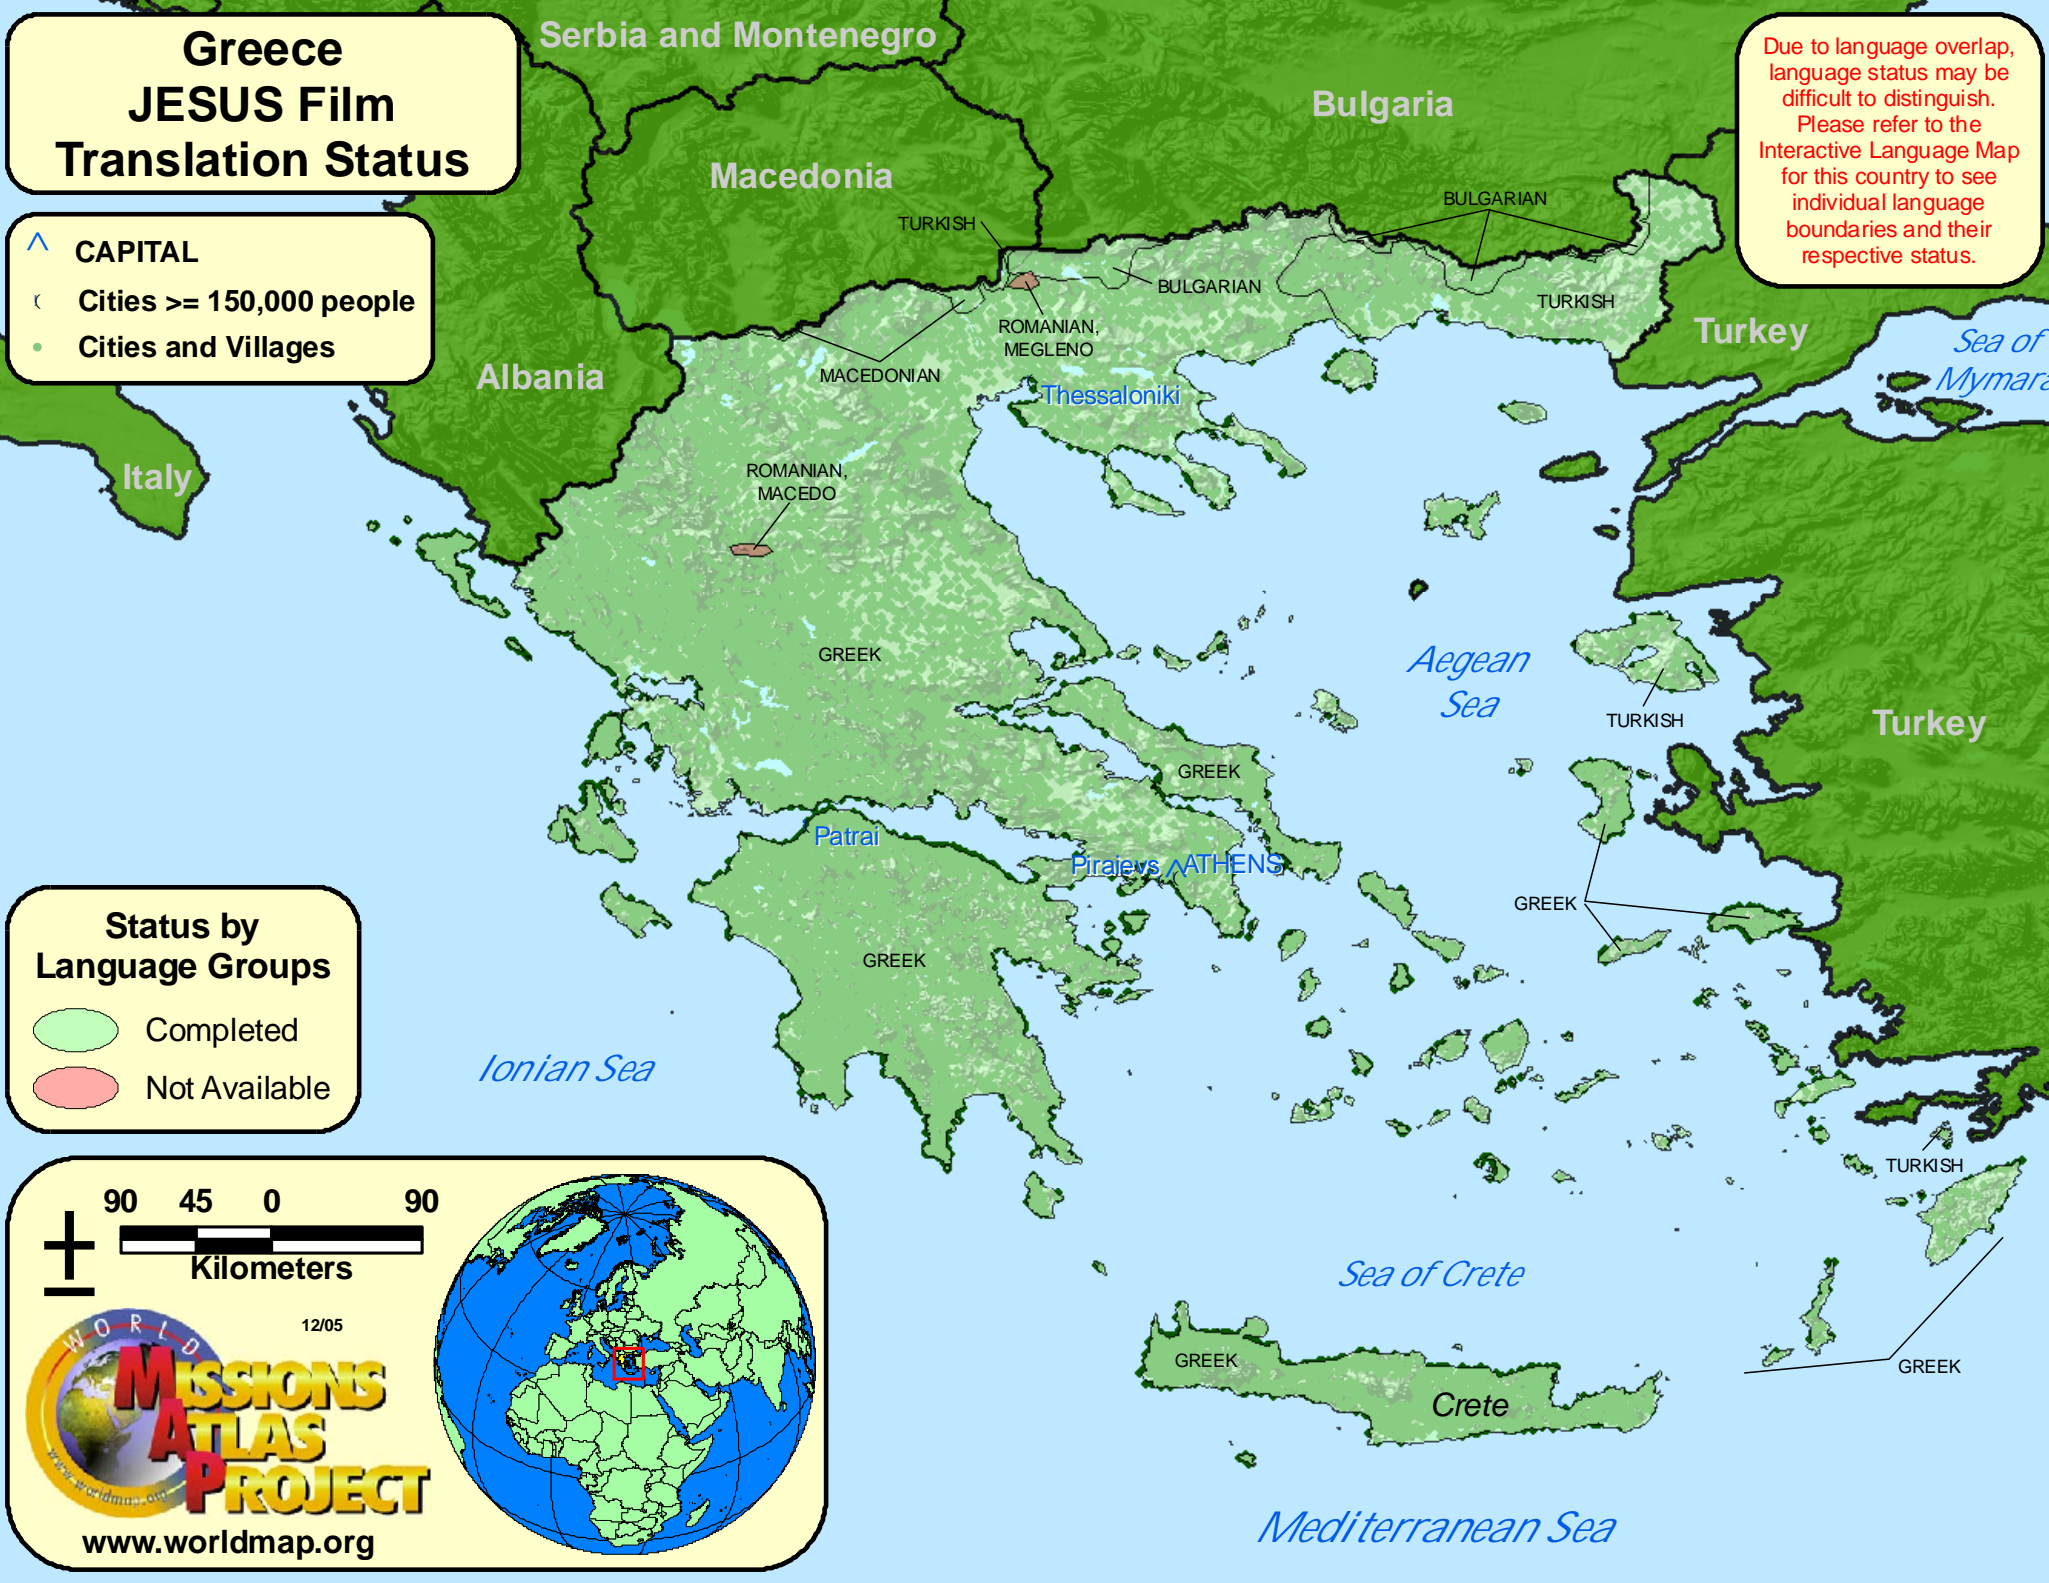 Greece
JESUS Film
Translation Status
CAPITAL
Cities >= 150,000 people
Cities and Villages
Due to language overlap,
language status may be
difficult to distinguish.
Please refer to the
Interactive Language Map
for this country to see
individual language
boundaries and their
respective status.
Serbia and Montenegro
Bulgaria
Macedonia
BULGARIAN
TURKISH
BULGARIAN
TURKISH
ROMANIAN,
MEGLENO
Turkey
Sea of
Mymara
Albania
MACEDONIAN
Thessaloniki
Italy
ROMANIAN,
MACEDO
GREEK
Aegean
Sea
TURKISH
Turkey
GREEK
Patrai
Piraievs
ATHENS
GREEK
GREEK
Ionian Sea
TURKISH
Sea of Crete
GREEK
GREEK
Crete
Mediterranean Sea
Status by
Language Groups
Completed
Not Available
90 45 0 90
Kilometers
12/05
WORLD
MISSIONS
ATLAS
PROJECT
www.worldmap.org
www.worldmap.org